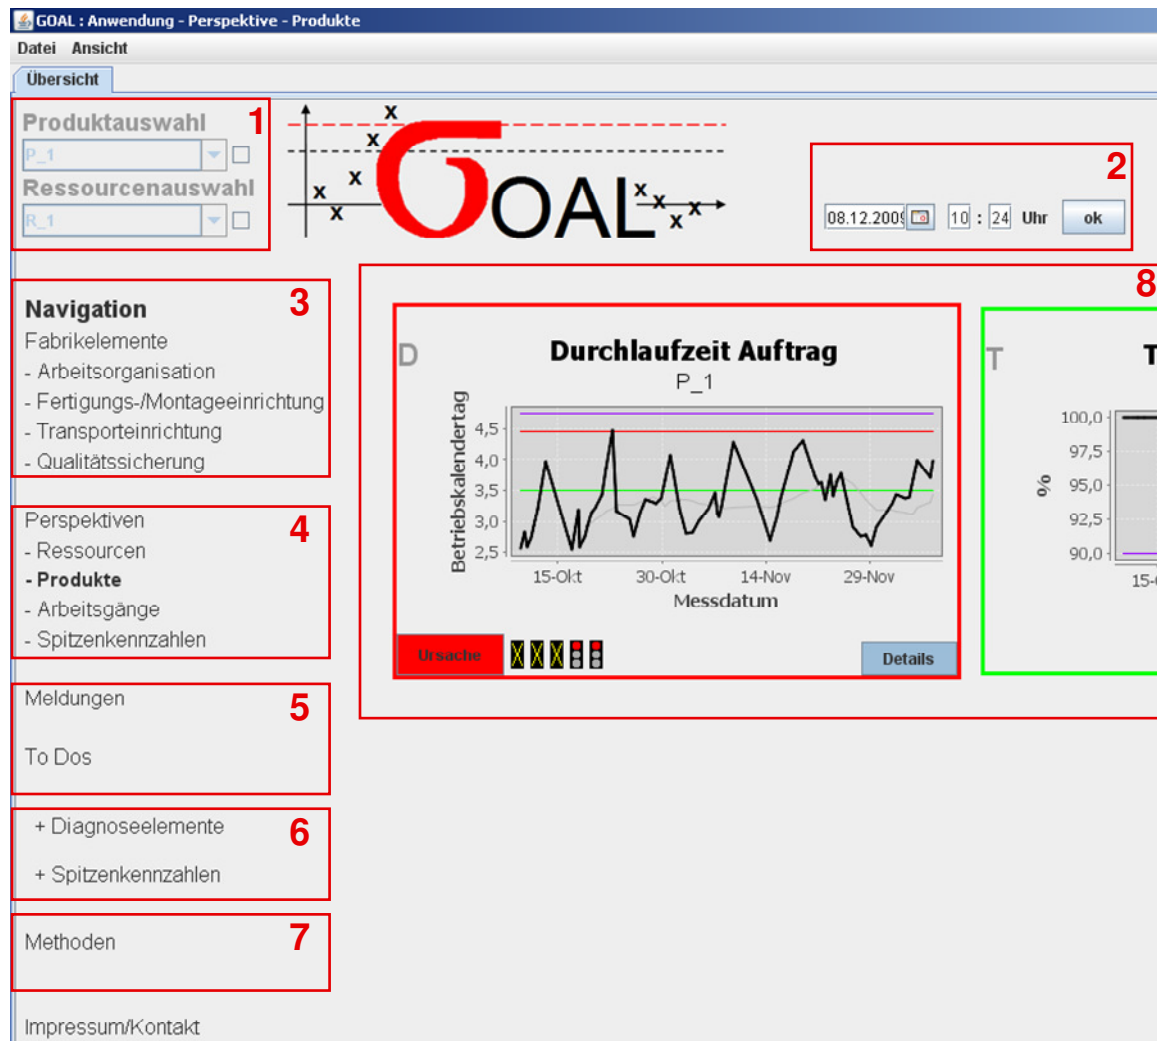 GOAL : Anwendung - Perspektive - Produkte
Datei Ansicht
Übersicht
1
Produktauswahl
P_1
Ressourcenauswahl
R_1
GOAL
x x x x x x x x x
2
08.12.2009 10 : 24 Uhr ok
3
Navigation
Fabrikelemente
- Arbeitsorganisation
- Fertigungs-/Montageeinrichtung
- Transporteinrichtung
- Qualitätssicherung
4
Perspektiven
- Ressourcen
- Produkte
- Arbeitsgänge
- Spitzenkennzahlen
5
Meldungen
To Dos
6
+ Diagnoseelemente
+ Spitzenkennzahlen
7
Methoden
Impressum/Kontakt
8
D
Durchlaufzeit Auftrag
P_1
Betriebskalendertag
4,5
4,0
3,5
3,0
2,5
15-Okt 30-Okt 14-Nov 29-Nov
Messdatum
Ursache Details
T
T
%
100,0
97,5
95,0
92,5
90,0